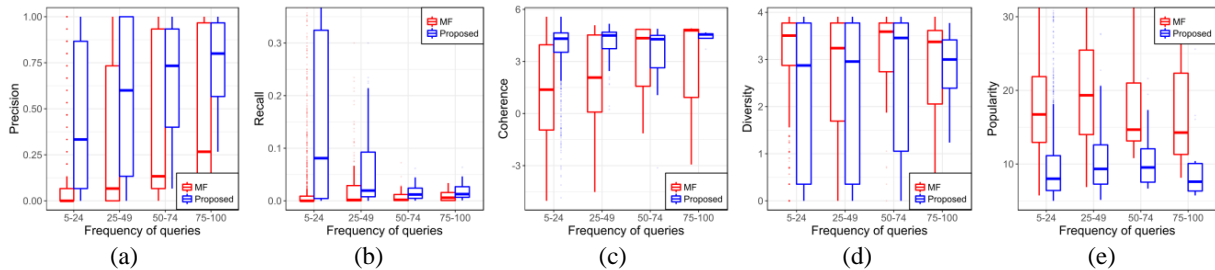 Precision
1.00
0.75
0.50
0.25
0.00
5-24
25-49
50-74
75-100
Frequency of queries
MF
Proposed
(a)
Recall
0.3
0.2
0.1
0.0
5-24
25-49
50-74
75-100
Frequency of queries
MF
Proposed
(b)
Coherence
3
0
-3
5-24
25-49
50-74
75-100
Frequency of queries
MF
Proposed
(c)
Diversity
4
3
2
1
0
5-24
25-49
50-74
75-100
Frequency of queries
MF
Proposed
(d)
Popularity
30
20
10
5-24
25-49
50-74
75-100
Frequency of queries
MF
Proposed
(e)